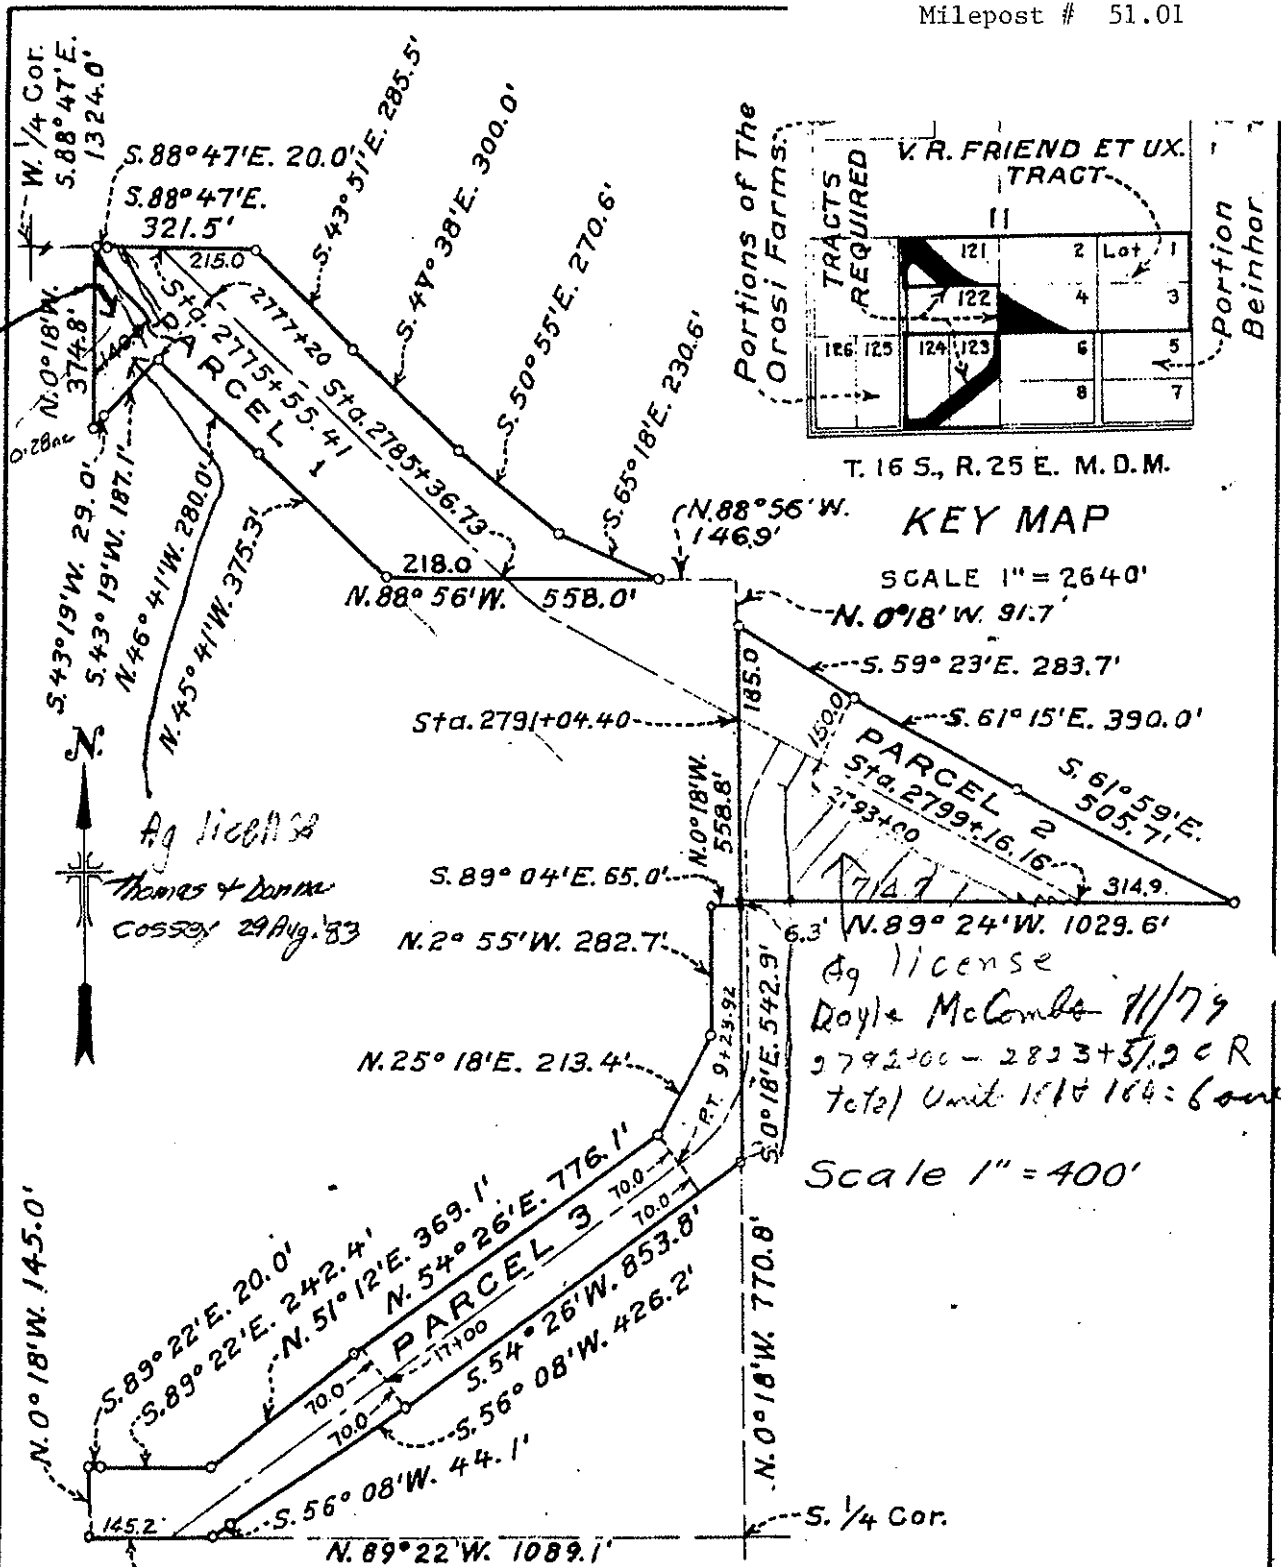 Milepost # 51.01
W. 1/4 Cor.
S.88°47'E.
1324.0'
S.88°47'E. 20.0'
S.88°47'E.
321.5'
215.0
S.43°51'E. 285.5'
S.47°38'E. 300.0'
S.50°55'E. 270.6'
S.65°18'E. 230.6'
N.0°18'W.
374.8'
0.28ac
PARCEL 1
Sta. 2775+55.41
2777+20
Sta. 2785+36.73
S.43°19'W. 29.0'
S.43°19'W. 187.1'
N.46°41'W. 280.0'
N.45°41'W. 375.3'
218.0
N.88°56'W. 558.0'
N.88°56'W.
146.9'
Portions of The
Orosi Farms.
TRACTS
REQUIRED
V. R. FRIEND ET UX.
TRACT
11
121 2 Lot 1
122 4 3
126 125 124 123 6 5
8 7
Portion
Beinhor
T. 16 S., R. 25 E. M. D. M.
KEY MAP
SCALE 1" = 2640'
N. 0°18' W. 91.7'
S. 59° 23'E. 283.7'
S. 61° 15'E. 390.0'
S. 61° 59'E.
505.7'
185.0
150.0
Sta. 2791+04.40
PARCEL 2
Sta. 2799+16.16
2793+00
N.0°18'W.
558.8'
714.7
314.9
N
Ag license
Thomas & Donna
Cossey 29 Aug. '83
S.89° 04'E. 65.0'
6.3'
N.89° 24'W. 1029.6'
N.2° 55'W. 282.7'
Ag license
Doyle McCombs 11/79
2792+00 - 2823+51.2 c R
N.25° 18'E. 213.4'
P.T. 9+23.92
S.0°18'E. 542.9'
Scale 1" = 400'
N.0°18'W. 145.0'
S.89° 22'E. 20.0'
S.89° 22'E. 242.4'
N. 51° 12'E. 369.1'
N. 54° 26'E. 776.1'
PARCEL 3
70.0
70.0
17+00
70.0
70.0
S. 54° 26'W. 853.8'
S. 56° 08'W. 426.2'
S. 56° 08'W. 44.1'
N.0°18'W. 770.8'
145.2
S. 1/4 Cor.
N. 89° 22'W. 1089.1'